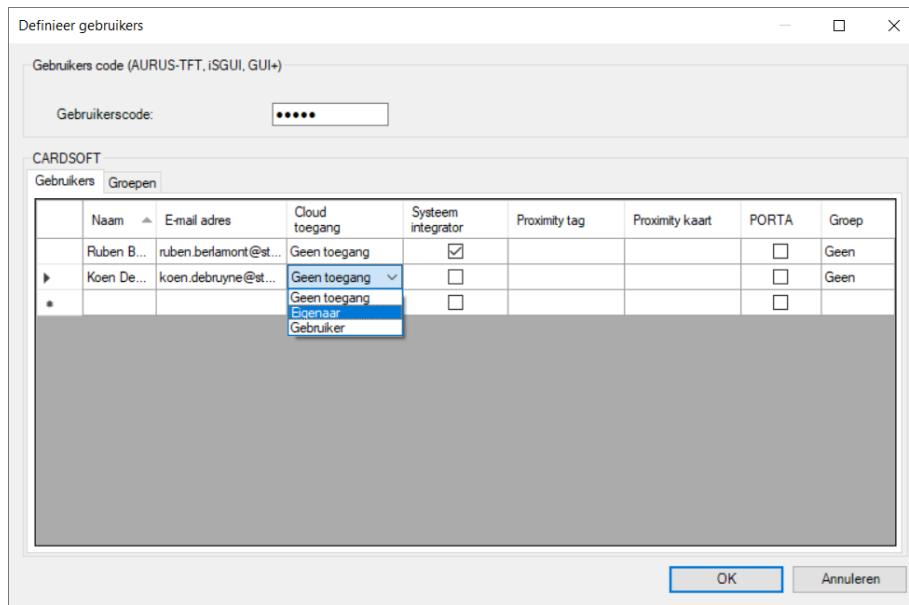 Definieer gebruikers
Gebruikers code (AURUS-TFT, iSGUI, GUI+)
Gebruikerscode: •••••
CARDSOFT
Gebruikers Groepen
Naam E-mail adres Cloud toegang Systeem integrator Proximity tag Proximity kaart PORTA Groep
Ruben B... ruben.berlamont@st... Geen toegang Geen
Koen De... koen.debruyne@st... Geen toegang Geen
Geen toegang
Eigenaar
Gebruiker
OK Annuleren